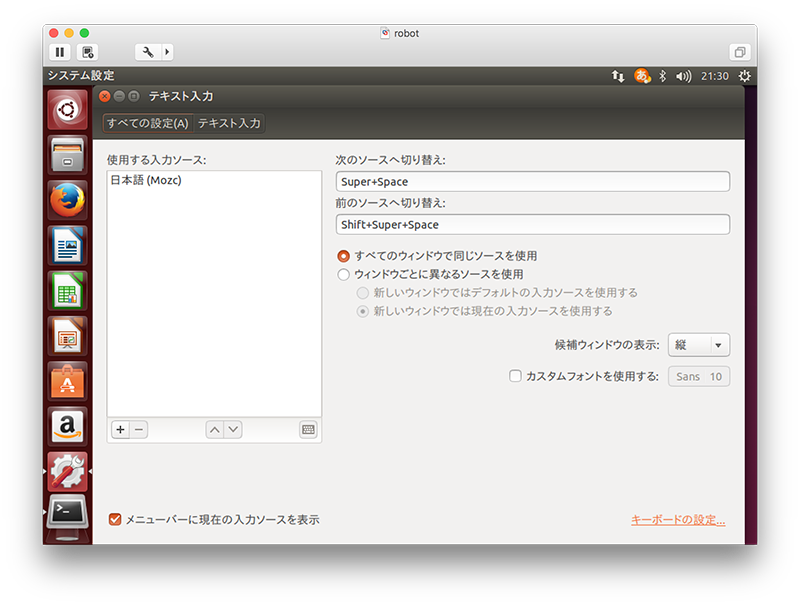 robot
システム設定
あ
21:30
テキスト入力
すべての設定(A) テキスト入力
使用する入力ソース:
日本語 (Mozc)
次のソースへ切り替え:
Super+Space
前のソースへ切り替え:
Shift+Super+Space
すべてのウィンドウで同じソースを使用
ウィンドウごとに異なるソースを使用
新しいウィンドウではデフォルトの入力ソースを使用する
新しいウィンドウでは現在の入力ソースを使用する
候補ウィンドウの表示: 縦
カスタムフォントを使用する: Sans 10
メニューバーに現在の入力ソースを表示
キーボードの設定...